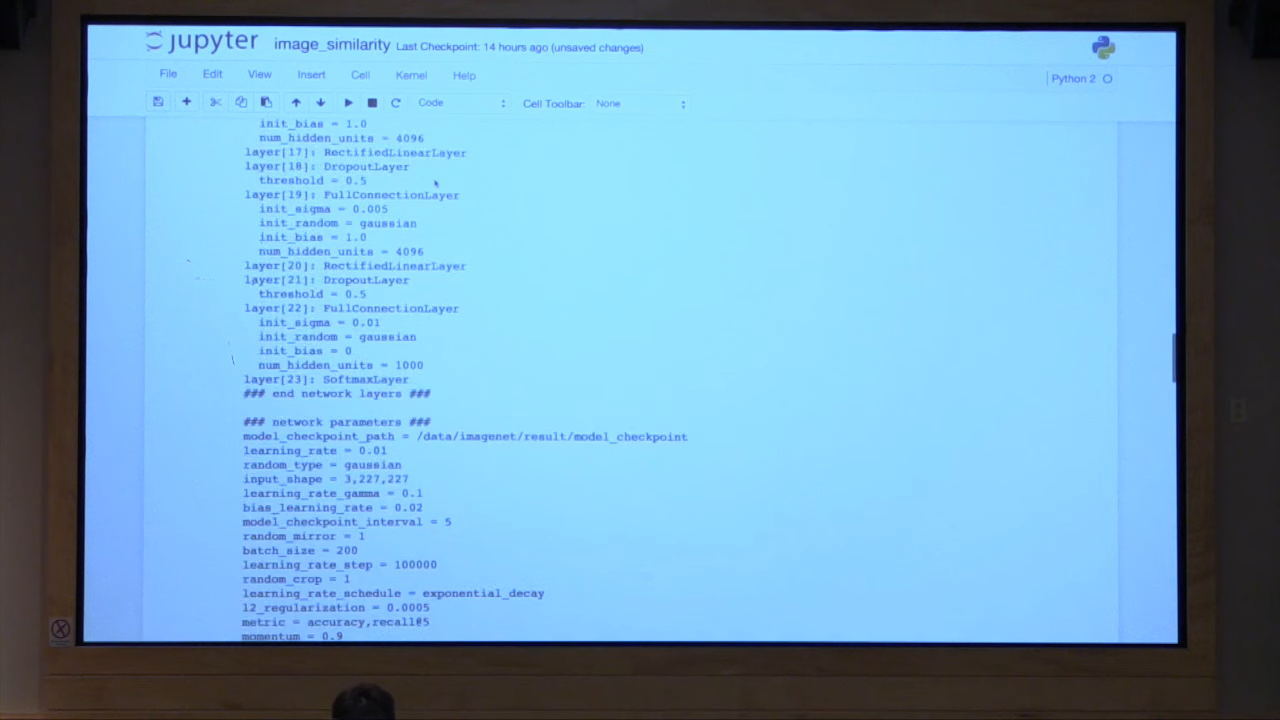 jupyter image_similarity Last Checkpoint: 14 hours ago (unsaved changes)
File Edit View Insert Cell Kernel Help Python 2
Code Cell Toolbar: None
init_bias = 1.0
num_hidden_units = 4096
layer[17]: RectifiedLinearLayer
layer[18]: DropoutLayer
threshold = 0.5
layer[19]: FullConnectionLayer
init_sigma = 0.005
init_random = gaussian
init_bias = 1.0
num_hidden_units = 4096
layer[20]: RectifiedLinearLayer
layer[21]: DropoutLayer
threshold = 0.5
layer[22]: FullConnectionLayer
init_sigma = 0.01
init_random = gaussian
init_bias = 0
num_hidden_units = 1000
layer[23]: SoftmaxLayer
### end network layers ###
### network parameters ###
model_checkpoint_path = /data/imagenet/result/model_checkpoint
learning_rate = 0.01
random_type = gaussian
input_shape = 3,227,227
learning_rate_gamma = 0.1
bias_learning_rate = 0.02
model_checkpoint_interval = 5
random_mirror = 1
batch_size = 200
learning_rate_step = 100000
random_crop = 1
learning_rate_schedule = exponential_decay
l2_regularization = 0.0005
metric = accuracy,recall@5
momentum = 0.9